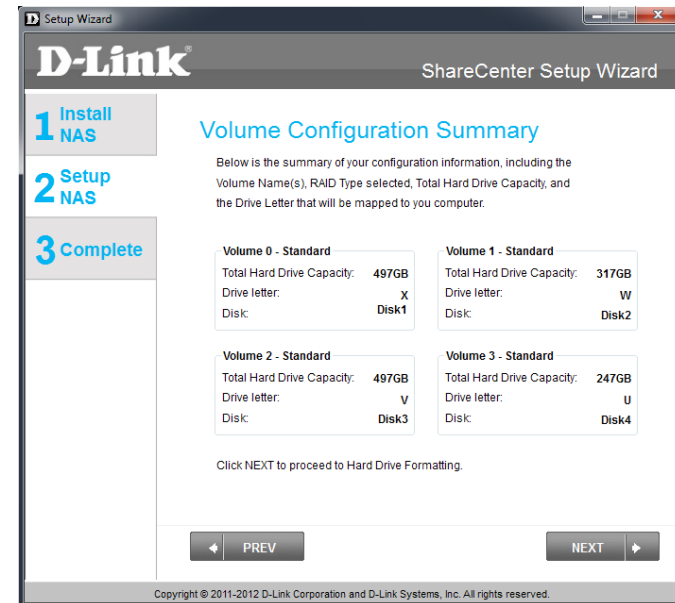 Setup Wizard
D-Link®
ShareCenter Setup Wizard
1 Install NAS
2 Setup NAS
3 Complete
Volume Configuration Summary
Below is the summary of your configuration information, including the
Volume Name(s), RAID Type selected, Total Hard Drive Capacity, and
the Drive Letter that will be mapped to you computer.
Volume 0 - Standard
Total Hard Drive Capacity: 497GB
Drive letter: X
Disk: Disk1
Volume 1 - Standard
Total Hard Drive Capacity: 317GB
Drive letter: W
Disk: Disk2
Volume 2 - Standard
Total Hard Drive Capacity: 497GB
Drive letter: V
Disk: Disk3
Volume 3 - Standard
Total Hard Drive Capacity: 247GB
Drive letter: U
Disk: Disk4
Click NEXT to proceed to Hard Drive Formatting.
PREV
NEXT
Copyright © 2011-2012 D-Link Corporation and D-Link Systems, Inc. All rights reserved.